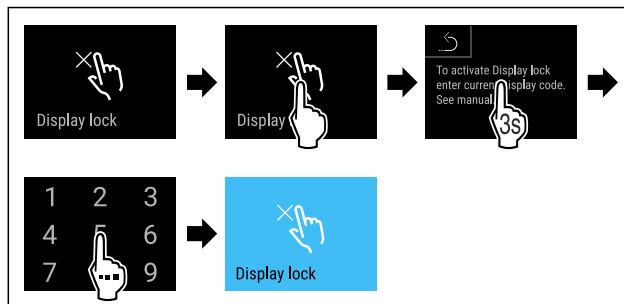 Display lock
Display
To activate Display lock
enter current display code.
See manual
3s
1 2 3
4 5 6
7 9
Display lock